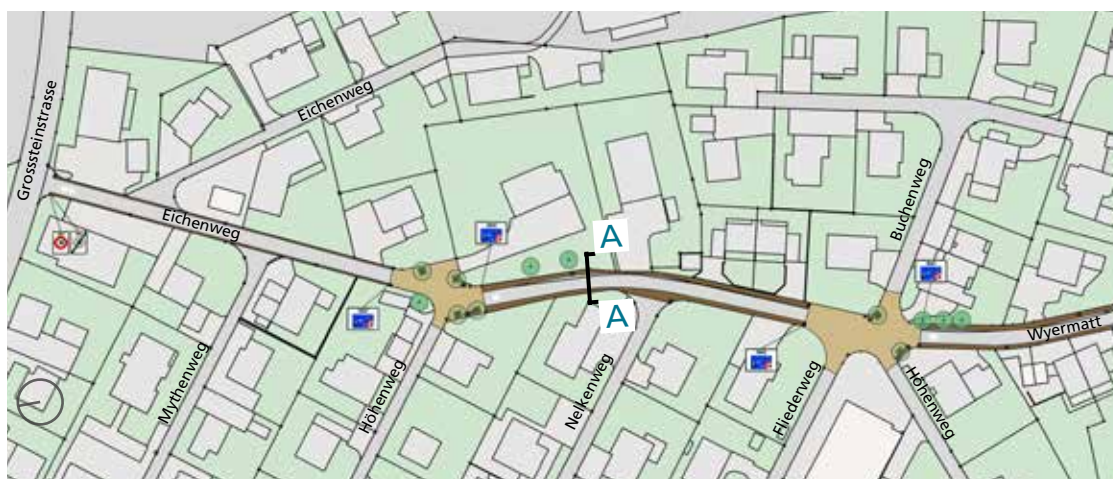 Grosssteinstrasse
Eichenweg
Eichenweg
Mythenweg
Höhenweg
A
A
Nelkenweg
Fliederweg
Buchenweg
Höhenweg
Wyermatt